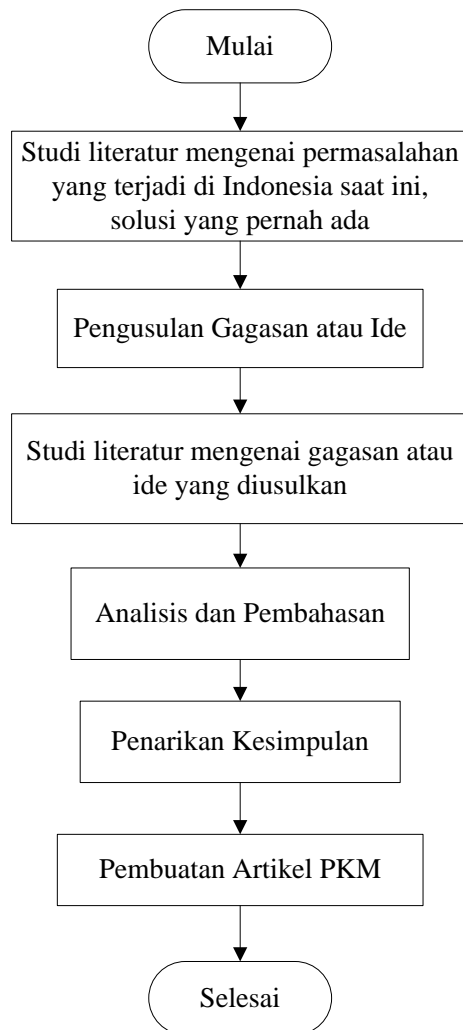 Mulai
Studi literatur mengenai permasalahan
yang terjadi di Indonesia saat ini,
solusi yang pernah ada
Pengusulan Gagasan atau Ide
Studi literatur mengenai gagasan atau
ide yang diusulkan
Analisis dan Pembahasan
Penarikan Kesimpulan
Pembuatan Artikel PKM
Selesai